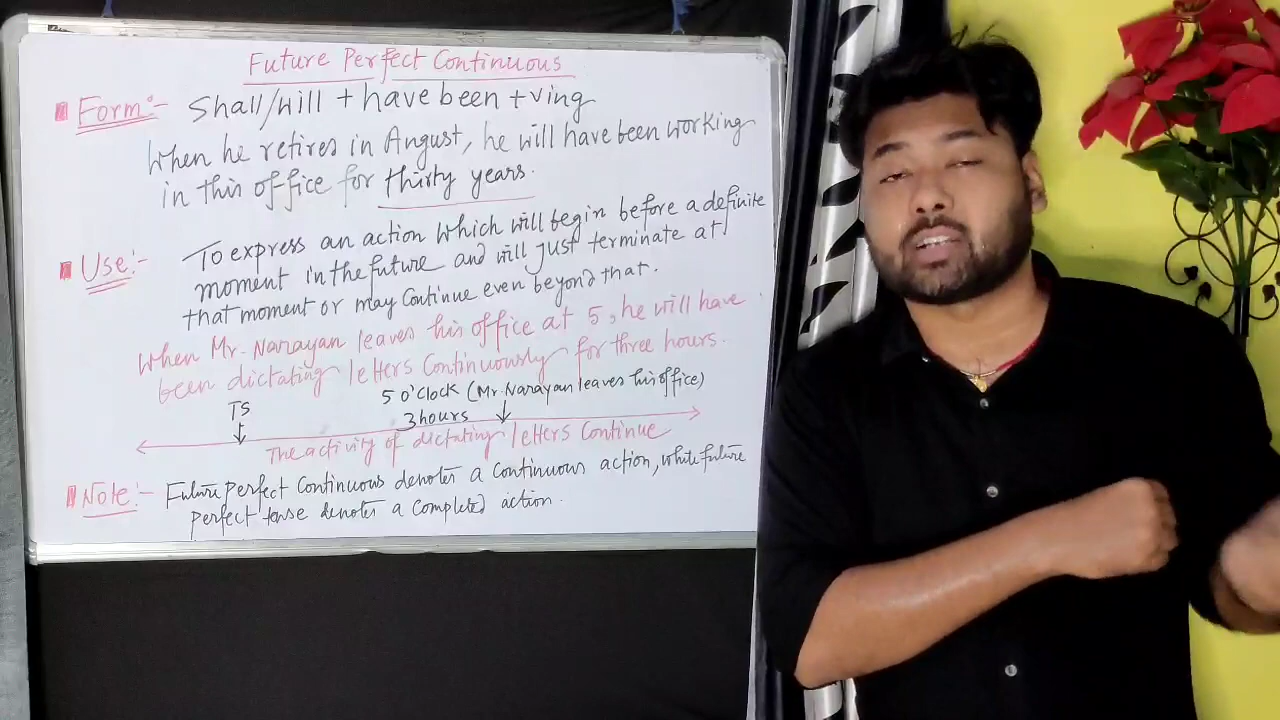 Future Perfect Continuous
Form:- Shall/Will + have been + Ving
When he retires in August, he will have been working
in this office for thirty years.
Use:- To express an action which will begin before a definite
moment in the future and will just terminate at
that moment or may continue even beyond that.
When Mr. Narayan leaves his office at 5, he will have
been dictating letters Continuously for three hours.
5 o'clock (Mr. Narayan leaves his office)
TS
3 hours
The activity of dictating letters Continue
Note:- Future perfect Continuous denotes a Continuous action, while future
perfect tense denotes a Completed action.